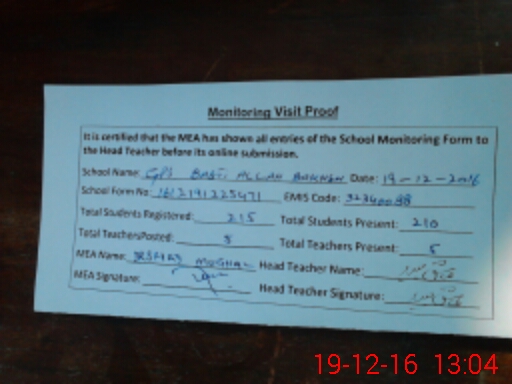 Monitoring Visit Proof
It is certified that the MEA has shown all entries of the School Monitoring Form to
the Head Teacher before its online submission.
School Name: GPS BASTI ALLAH BAKHSH Date: 19-12-2016
School Form No: 1612191225471 EMIS Code:
Total Students Registered: 215 Total Students Present: 210
Total Teachers Posted: 5 Total Teachers Present: 5
MEA Name: IRSHAD MUGHAL Head Teacher Name:
MEA Signature: Head Teacher Signature:
19-12-16 13:04